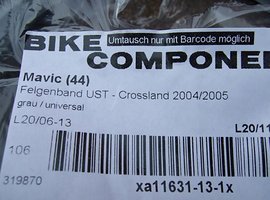 BIKE Umtausch nur mit Barcode möglich
COMPONE
Mavic (44)
Felgenband UST - Crossland 2004/2005
grau / universal
L20/06-13
L20/11
106
319870
xa11631-13-1x